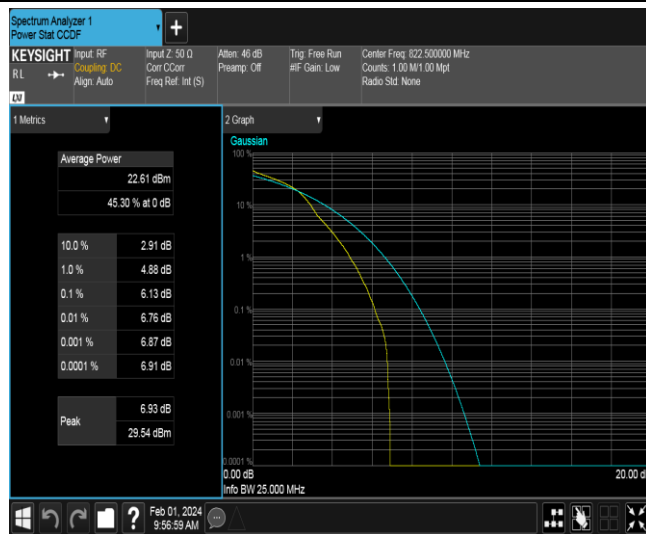 Spectrum Analyzer 1
Power Stat CCDF
+
KEYSIGHT
RL
LXI
Input: RF
Coupling: DC
Align: Auto
Input Z: 50 Ω
Corr CCorr
Freq Ref: Int (S)
Atten: 46 dB
Preamp: Off
Trig: Free Run
#IF Gain: Low
Center Freq: 822.500000 MHz
Counts: 1.00 M/1.00 Mpt
Radio Std: None
1 Metrics
Average Power
22.61 dBm
45.30 % at 0 dB
10.0 % 2.91 dB
1.0 % 4.88 dB
0.1 % 6.13 dB
0.01 % 6.76 dB
0.001 % 6.87 dB
0.0001 % 6.91 dB
Peak
6.93 dB
29.54 dBm
2 Graph
Gaussian
100 %
10 %
1 %
0.1 %
0.01 %
0.001 %
0.0001 %
0.00 dB 20.00 d
Info BW 25.000 MHz
?
Feb 01, 2024
9:56:59 AM